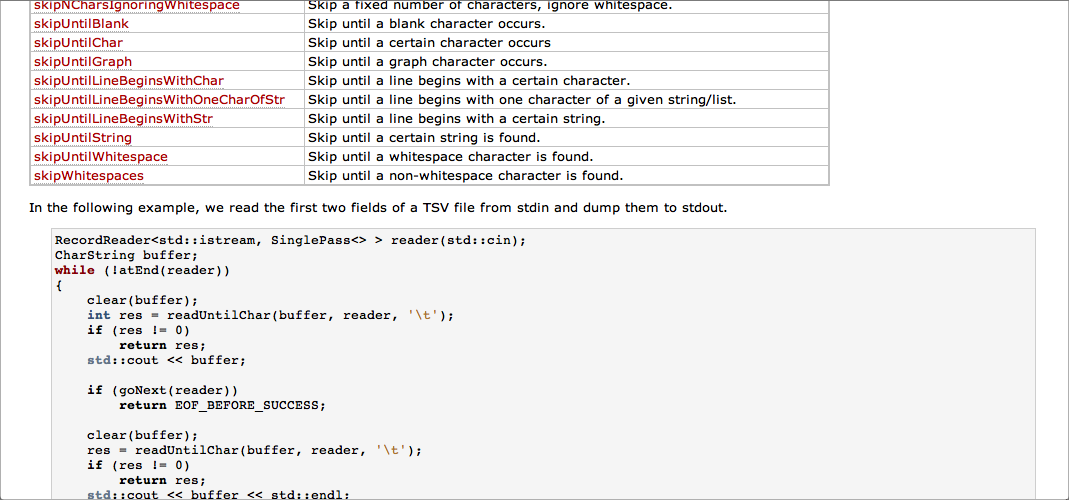 skipNCharsIgnoringWhitespace Skip a fixed number of characters, ignore whitespace.
skipUntilBlank Skip until a blank character occurs.
skipUntilChar Skip until a certain character occurs
skipUntilGraph Skip until a graph character occurs.
skipUntilLineBeginsWithChar Skip until a line begins with a certain character.
skipUntilLineBeginsWithOneCharOfStr Skip until a line begins with one character of a given string/list.
skipUntilLineBeginsWithStr Skip until a line begins with a certain string.
skipUntilString Skip until a certain string is found.
skipUntilWhitespace Skip until a whitespace character is found.
skipWhitespaces Skip until a non-whitespace character is found.
In the following example, we read the first two fields of a TSV file from stdin and dump them to stdout.
RecordReader<std::istream, SinglePass<> > reader(std::cin);
CharString buffer;
while (!atEnd(reader))
{
    clear(buffer);
    int res = readUntilChar(buffer, reader, '\t');
    if (res != 0)
        return res;
    std::cout << buffer;

    if (goNext(reader))
        return EOF_BEFORE_SUCCESS;

    clear(buffer);
    res = readUntilChar(buffer, reader, '\t');
    if (res != 0)
        return res;
    std::cout << buffer << std::endl;